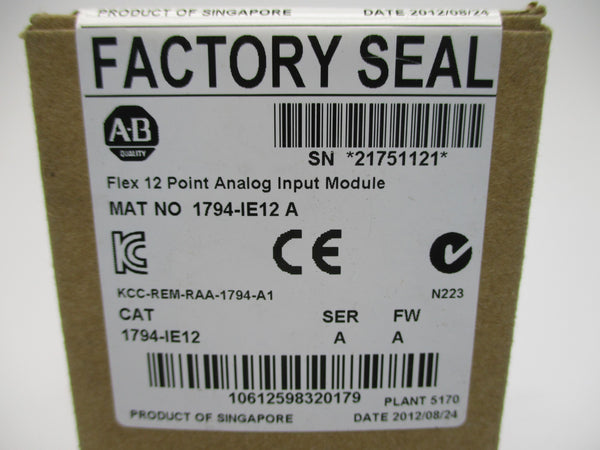 PRODUCT OF SINGAPORE DATE 2012/08/24
FACTORY SEAL
A-B
QUALITY
SN *21751121*
Flex 12 Point Analog Input Module
MAT NO 1794-IE12 A
CE
KCC-REM-RAA-1794-A1 N223
CAT SER FW
1794-IE12 A A
10612598320179 PLANT 5170
PRODUCT OF SINGAPORE DATE 2012/08/24